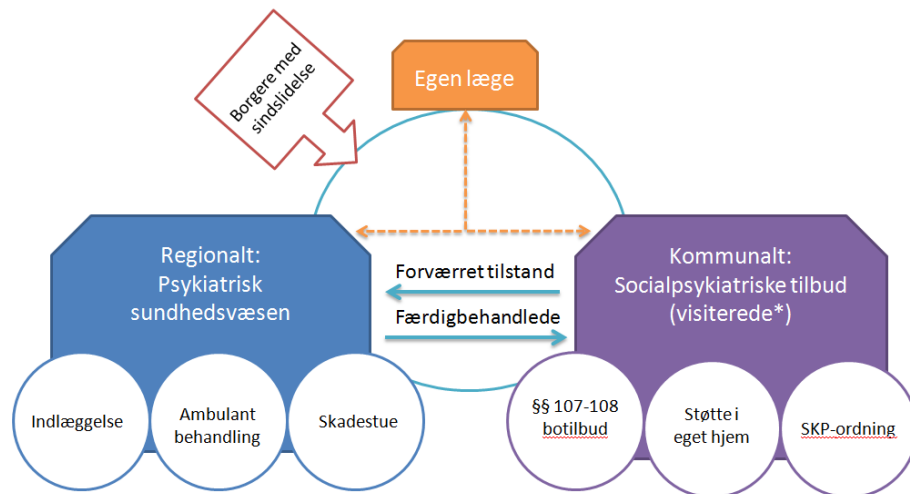 Borgere med
sindslidelse
Egen læge
Regionalt:
Psykiatrisk
sundhedsvæsen
Forværret tilstand
Færdigbehandlede
Kommunalt:
Socialpsykiatriske tilbud
(visiterede*)
Indlæggelse
Ambulant
behandling
Skadestue
§§ 107-108
botilbud
Støtte i
eget hjem
SKP-ordning